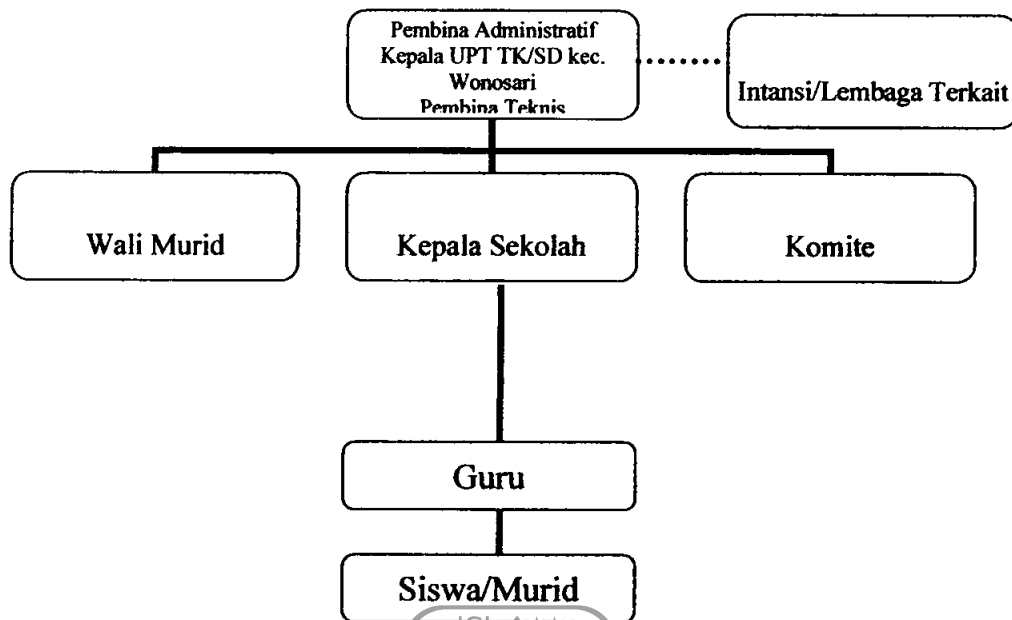 Pembina Administratif
Kepala UPT TK/SD kec.
Wonosari
Pembina Teknis
Intansi/Lembaga Terkait
Wali Murid
Kepala Sekolah
Komite
Guru
Siswa/Murid